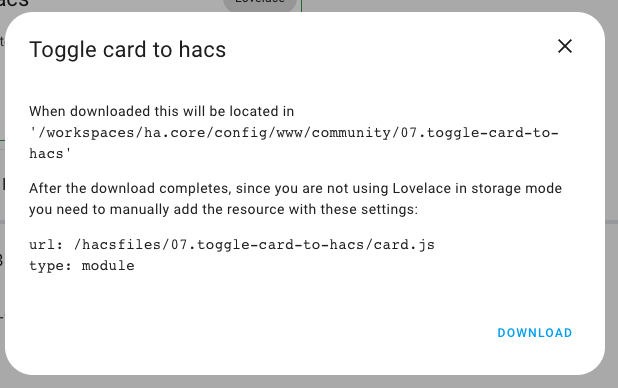 Lovelace
Toggle card to hacs
When downloaded this will be located in
'/workspaces/ha.core/config/www/community/07.toggle-card-to-
hacs'
After the download completes, since you are not using Lovelace in storage mode
you need to manually add the resource with these settings:
url: /hacsfiles/07.toggle-card-to-hacs/card.js
type: module
DOWNLOAD